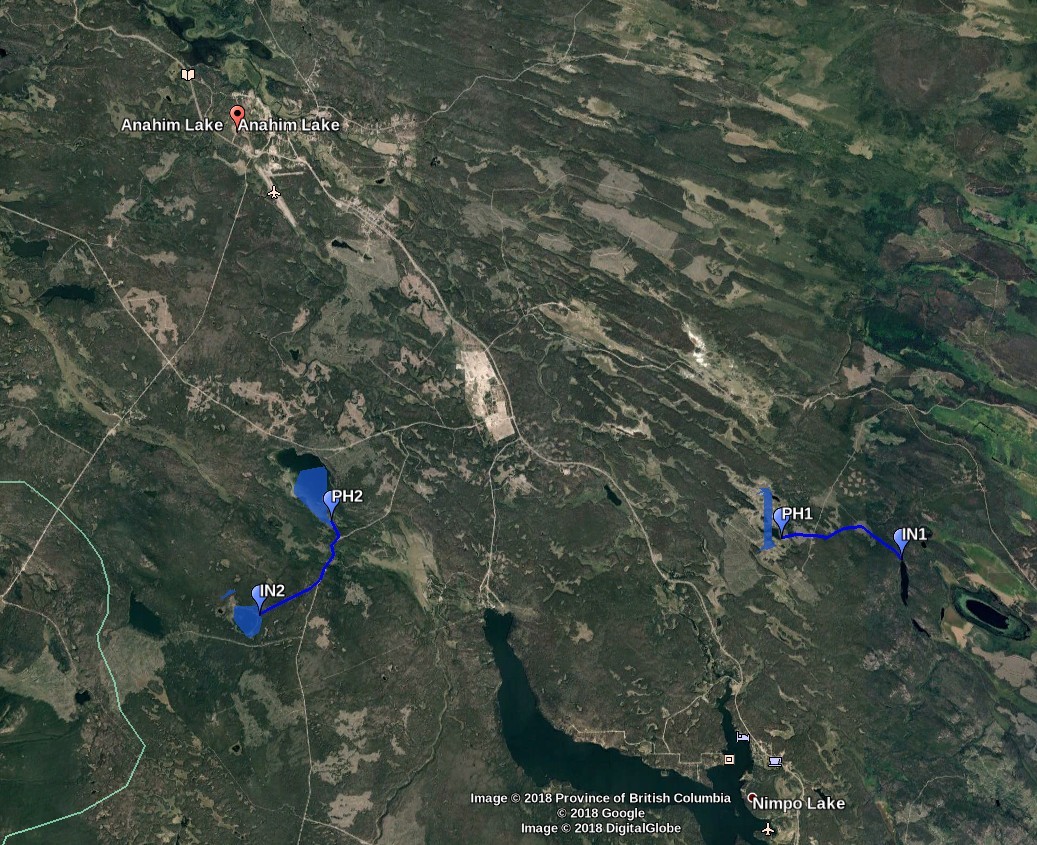 Anahim Lake Anahim Lake
PH2
PH1
IN1
IN2
Nimpo Lake
Image © 2018 Province of British Columbia
© 2018 Google
Image © 2018 DigitalGlobe